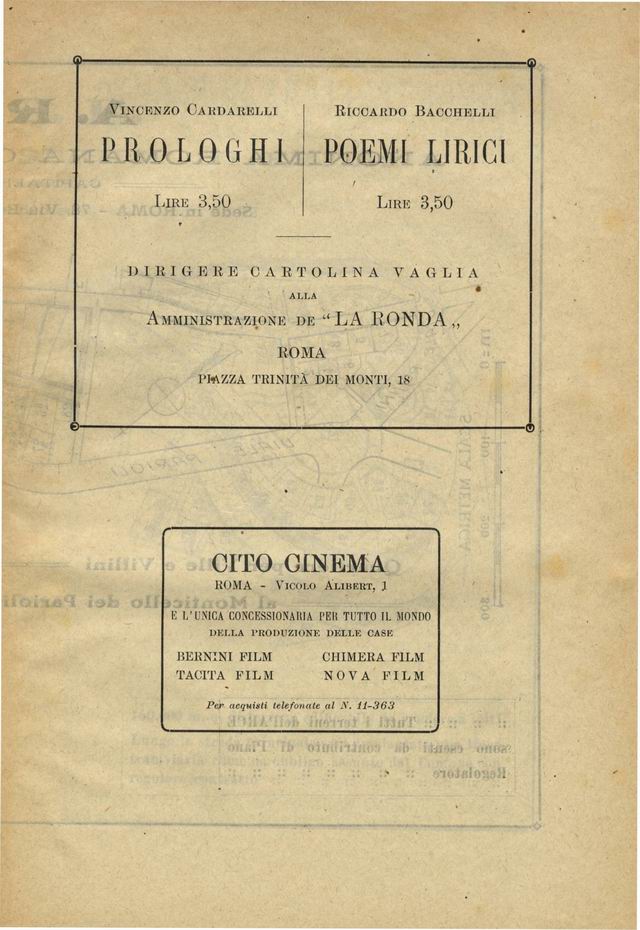 VINCENZO CARDARELLI
PROLOGHI
LIRE 3,50
RICCARDO BACCHELLI
POEMI LIRICI
LIRE 3,50
DIRIGERE CARTOLINA VAGLIA
ALLA
AMMINISTRAZIONE DE “LA RONDA„
ROMA
PIAZZA TRINITÀ DEI MONTI, 18
CITO CINEMA
ROMA - VICOLO ALIBERT, 1
E L'UNICA CONCESSIONARIA PER TUTTO IL MONDO
DELLA PRODUZIONE DELLE CASE
BERNINI FILM CHIMERA FILM
TACITA FILM NOVA FILM
Per acquisti telefonate al N. 11-363